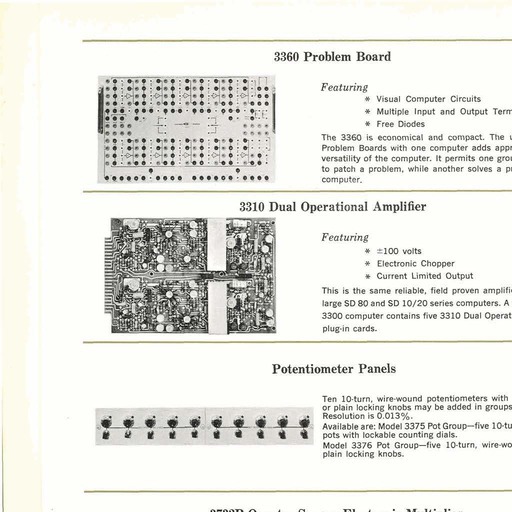 3360 Problem Board
Featuring
* Visual Computer Circuits
* Multiple Input and Output Term
* Free Diodes
The 3360 is economical and compact. The u
Problem Boards with one computer adds appr
versatility of the computer. It permits one grou
to patch a problem, while another solves a pr
computer.
3310 Dual Operational Amplifier
Featuring
* ±100 volts
* Electronic Chopper
* Current Limited Output
This is the same reliable, field proven amplifie
large SD 80 and SD 10/20 series computers. A
3300 computer contains five 3310 Dual Operat
plug-in cards.
Potentiometer Panels
Ten 10-turn, wire-wound potentiometers with
or plain locking knobs may be added in groups
Resolution is 0.013%.
Available are: Model 3375 Pot Group—five 10-tu
pots with lockable counting dials.
Model 3376 Pot Group—five 10-turn, wire-wo
plain locking knobs.